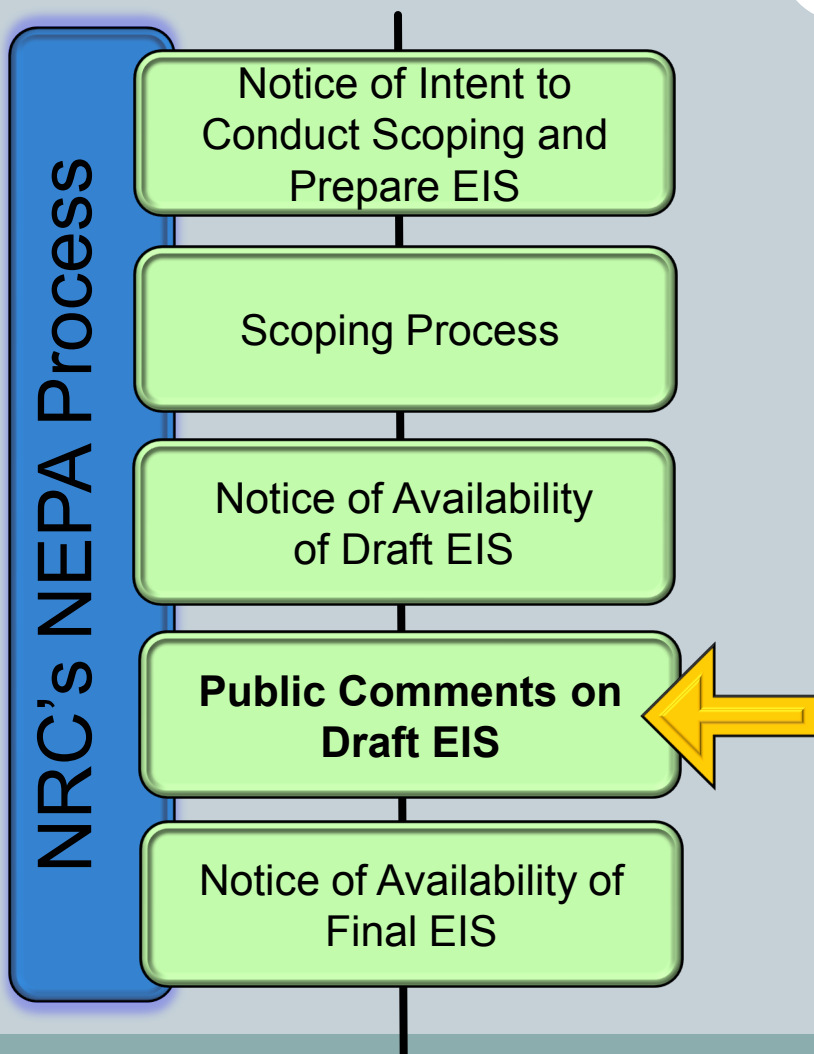 NRC's NEPA Process
Notice of Intent to
Conduct Scoping and
Prepare EIS
Scoping Process
Notice of Availability
of Draft EIS
Public Comments on
Draft EIS
Notice of Availability of
Final EIS